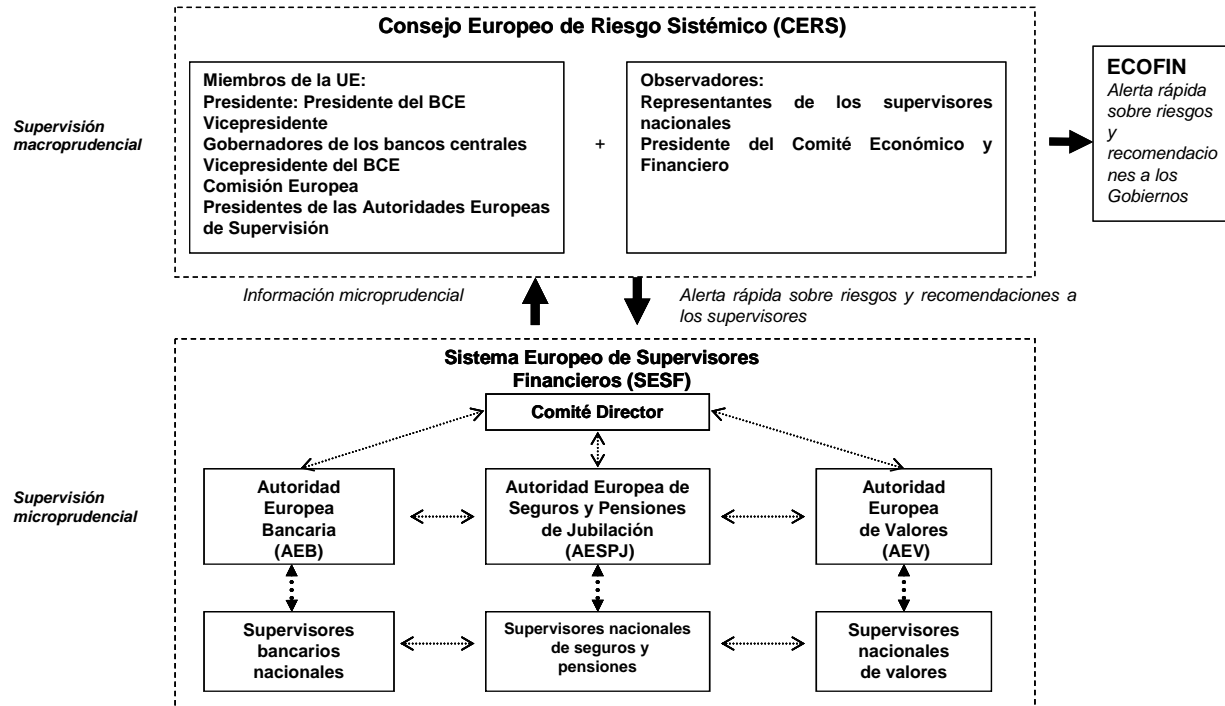 Consejo Europeo de Riesgo Sistémico (CERS)
Supervisión
macroprudencial
Miembros de la UE:
Presidente: Presidente del BCE
Vicepresidente
Gobernadores de los bancos centrales
Vicepresidente del BCE
Comisión Europea
Presidentes de las Autoridades Europeas
de Supervisión
+
Observadores:
Representantes de los supervisores
nacionales
Presidente del Comité Económico y
Financiero
ECOFIN
Alerta rápida
sobre riesgos
y
recomendacio
nes a los
Gobiernos
Información microprudencial
Alerta rápida sobre riesgos y recomendaciones a
los supervisores
Sistema Europeo de Supervisores
Financieros (SESF)
Comité Director
Supervisión
microprudencial
Autoridad
Europea
Bancaria
(AEB)
Autoridad Europea de
Seguros y Pensiones
de Jubilación
(AESPJ)
Autoridad
Europea
de Valores
(AEV)
Supervisores
bancarios
nacionales
Supervisores nacionales
de seguros y
pensiones
Supervisores
nacionales
de valores